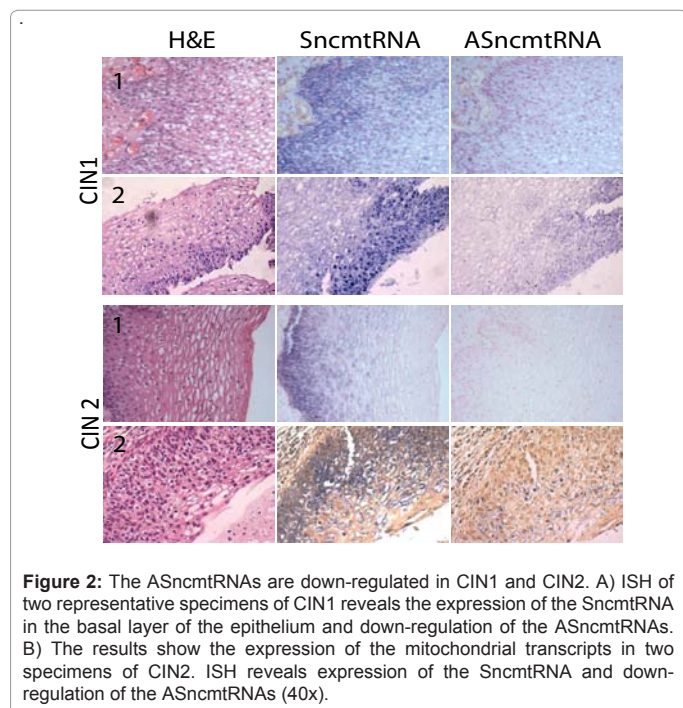 .
H&E SncmtRNA ASncmtRNA
CIN1
1
2
CIN 2
1
2
Figure 2: The ASncmtRNAs are down-regulated in CIN1 and CIN2. A) ISH of
two representative specimens of CIN1 reveals the expression of the SncmtRNA
in the basal layer of the epithelium and down-regulation of the ASncmtRNAs.
B) The results show the expression of the mitochondrial transcripts in two
specimens of CIN2. ISH reveals expression of the SncmtRNA and down-
regulation of the ASncmtRNAs (40x).